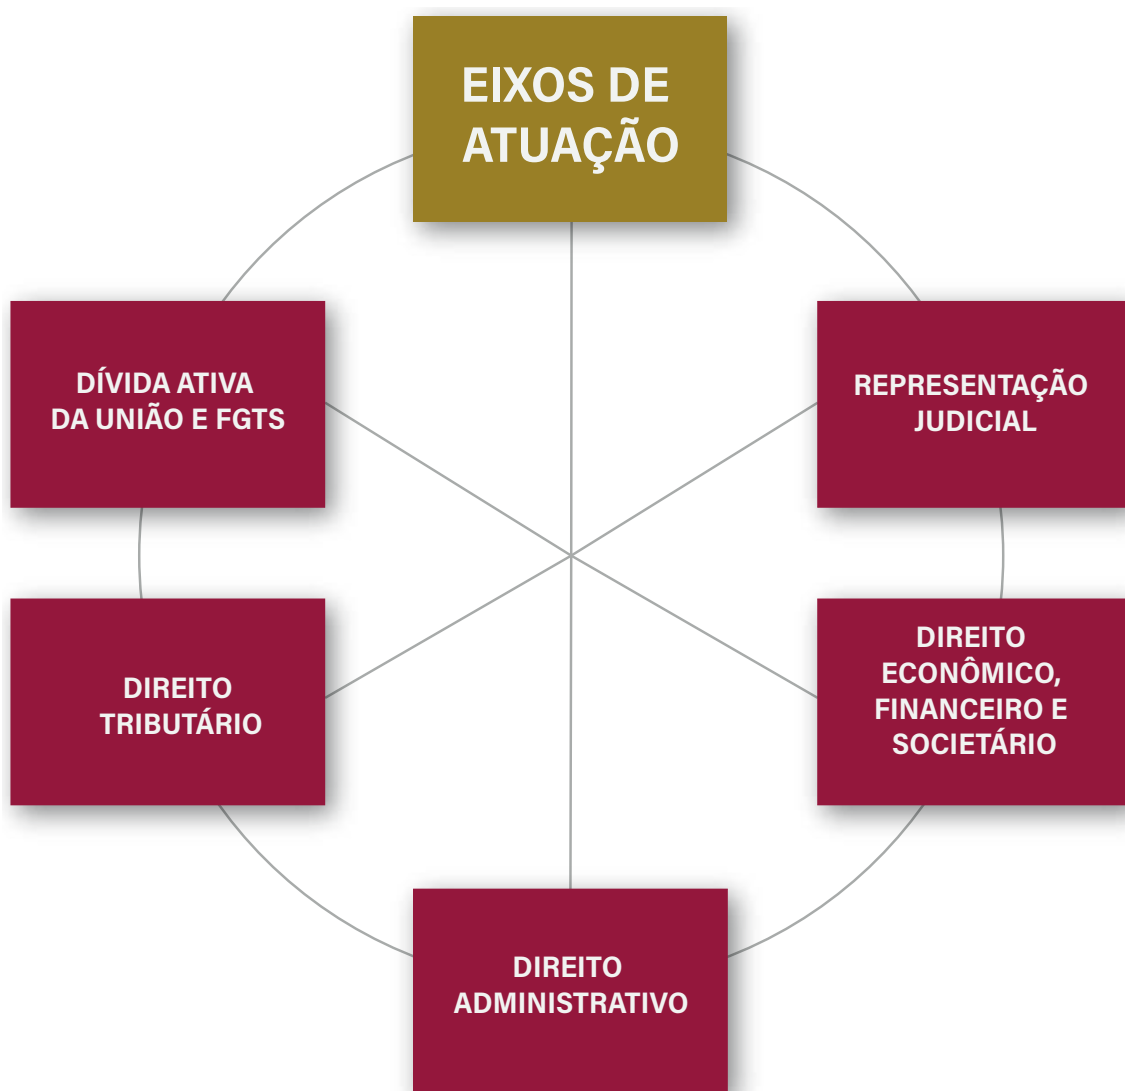 EIXOS DE
ATUAÇÃO
DÍVIDA ATIVA
DA UNIÃO E FGTS
REPRESENTAÇÃO
JUDICIAL
DIREITO
TRIBUTÁRIO
DIREITO
ECONÔMICO,
FINANCEIRO E
SOCIETÁRIO
DIREITO
ADMINISTRATIVO